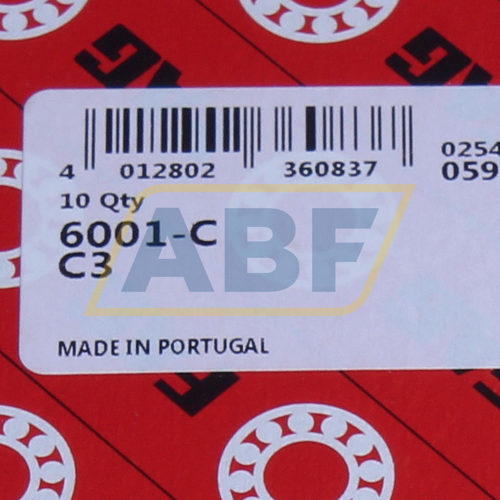 4 012802 360837
0254
059
10 Qty
6001-C
C3
ABF
MADE IN PORTUGAL